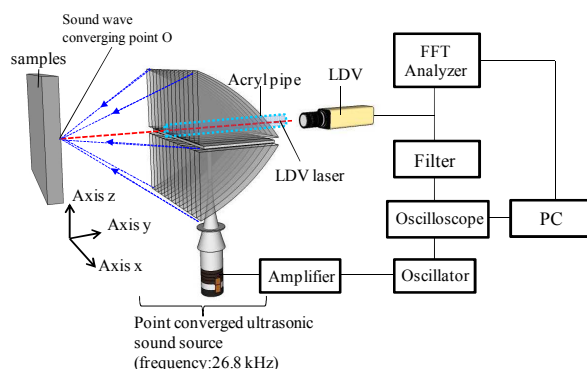 Sound wave
converging point O
samples
Acryl pipe
LDV
FFT
Analyzer
LDV laser
Filter
Axis z
Axis y
Axis x
Oscilloscope
PC
Amplifier
Oscillator
Point converged ultrasonic
sound source
(frequency:26.8 kHz)